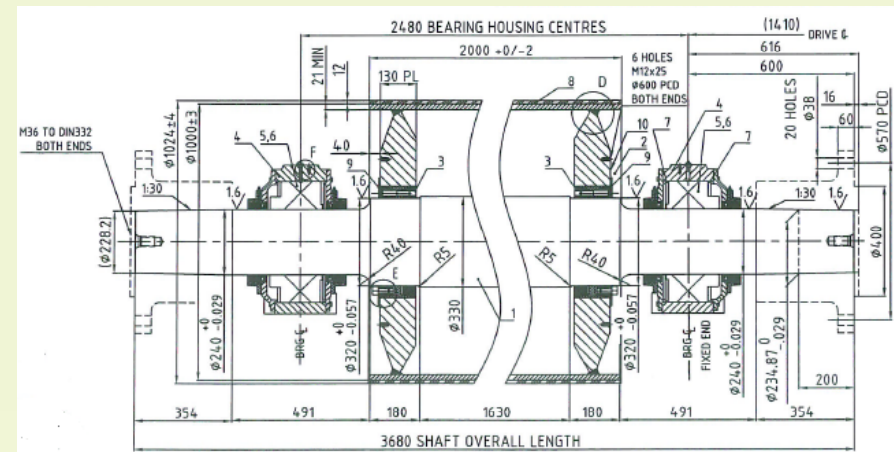 2480 BEARING HOUSING CENTRES
(1410)
DRIVE ℄
2000 +0/-2
616
600
21 MIN
12
130 PL
8
D
6 HOLES
M12x25
Ø600 PCD
BOTH ENDS
20 HOLES
Ø38
16
60
Ø570 PCD
M36 TO DIN332
BOTH ENDS
Ø1024±4
Ø1000±3
4
5,6
F
40
9
3
3
10
2
9
7
4
5,6
7
1:30
1.6
1.6
1.6
1.6
1:30
1.6
(Ø228.2)
R40
R5
R5
R40
Ø400
E
Ø330
1
BRG ℄
BRG ℄
FIXED END
Ø240 +0 -0.029
Ø320 +0 -0.057
Ø320 +0 -0.057
Ø240 +0 -0.029
Ø234.87 0 -.029
200
354
491
180
1630
180
491
354
3680 SHAFT OVERALL LENGTH